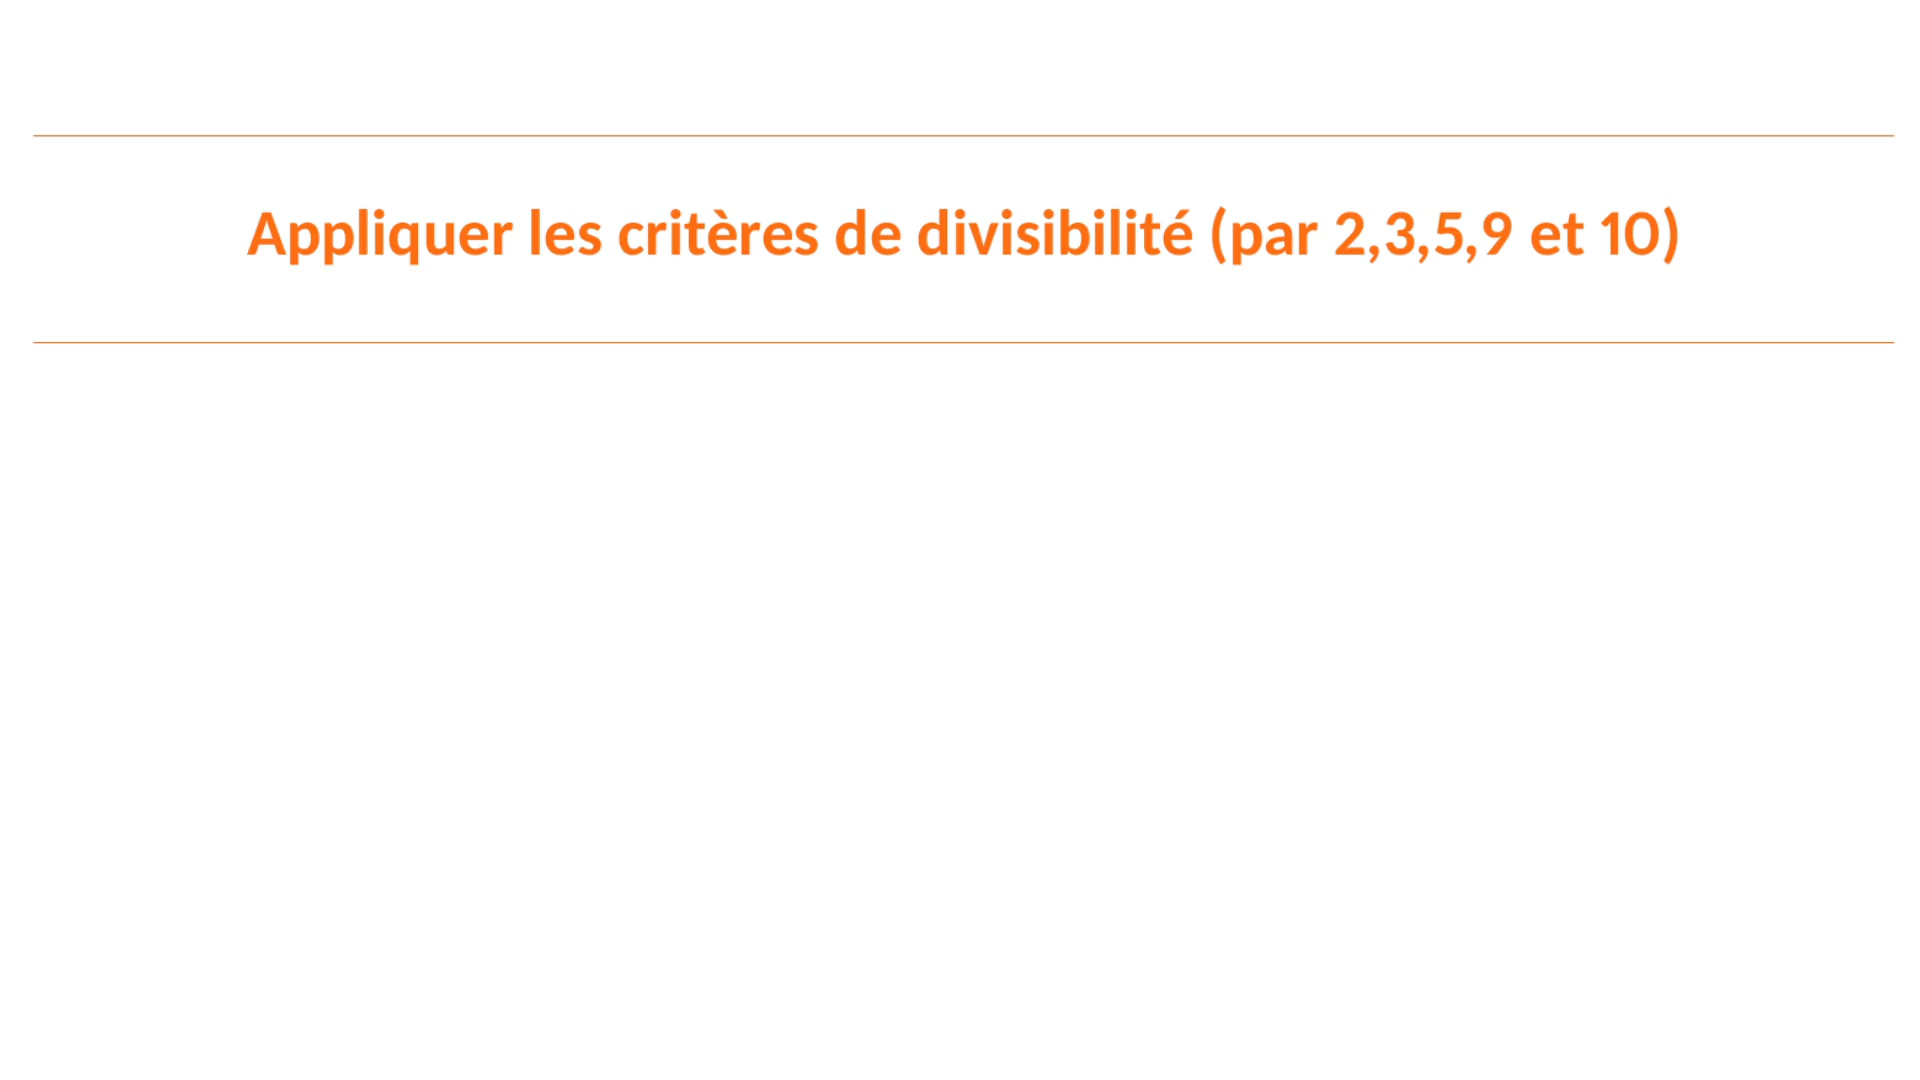 Appliquer les critères de divisibilité (par 2,3,5,9 et 10)